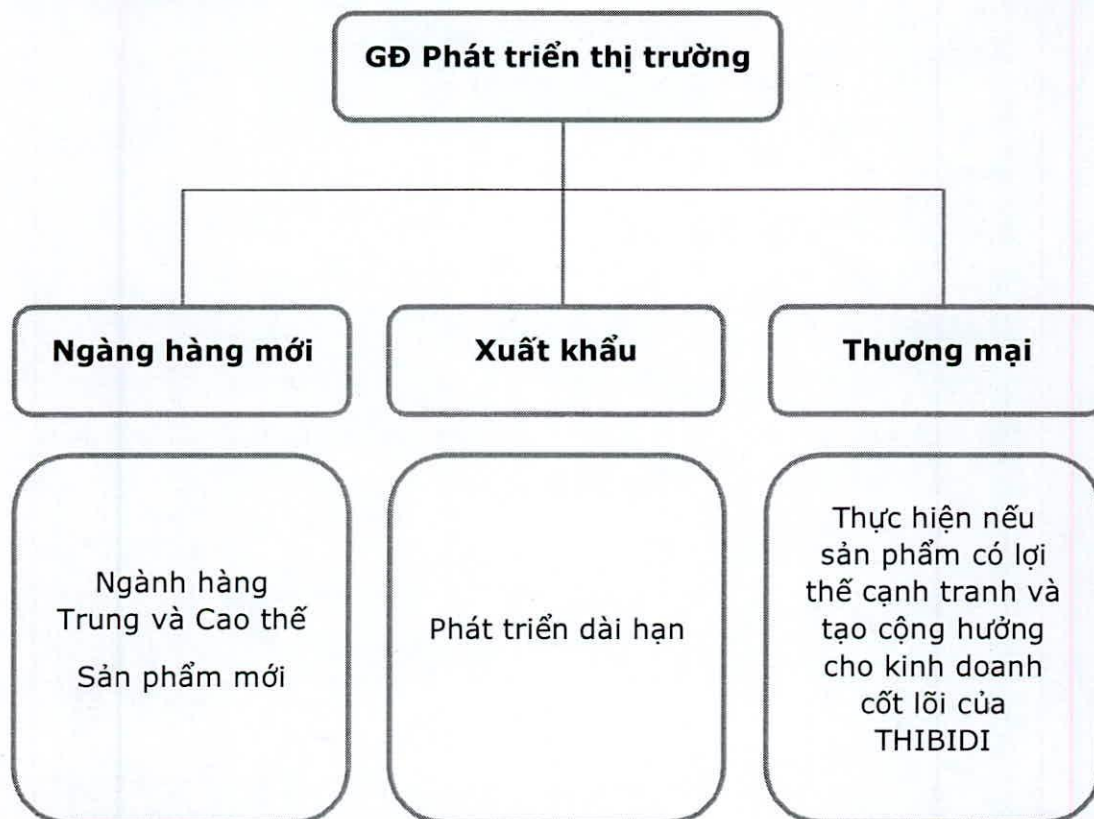 GĐ Phát triển thị trường
Ngàng hàng mới
Xuất khẩu
Thương mại
Ngành hàng
Trung và Cao thế
Sản phẩm mới
Phát triển dài hạn
Thực hiện nếu
sản phẩm có lợi
thế cạnh tranh và
tạo cộng hưởng
cho kinh doanh
cốt lõi của
THIBIDI